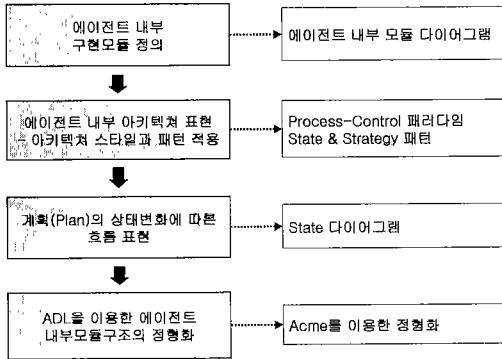 에이전트 내부
구현모듈 정의
에이전트 내부 모듈 다이어그램
에이전트 내부 아키텍쳐 표현
- 아키텍쳐 스타일과 패턴 적용
Process-Control 패러다임
State & Strategy 패턴
계획(Plan)의 상태변화에 따른
흐름 표현
State 다이어그램
ADL을 이용한 에이전트
내부모듈구조의 정형화
Acme를 이용한 정형화